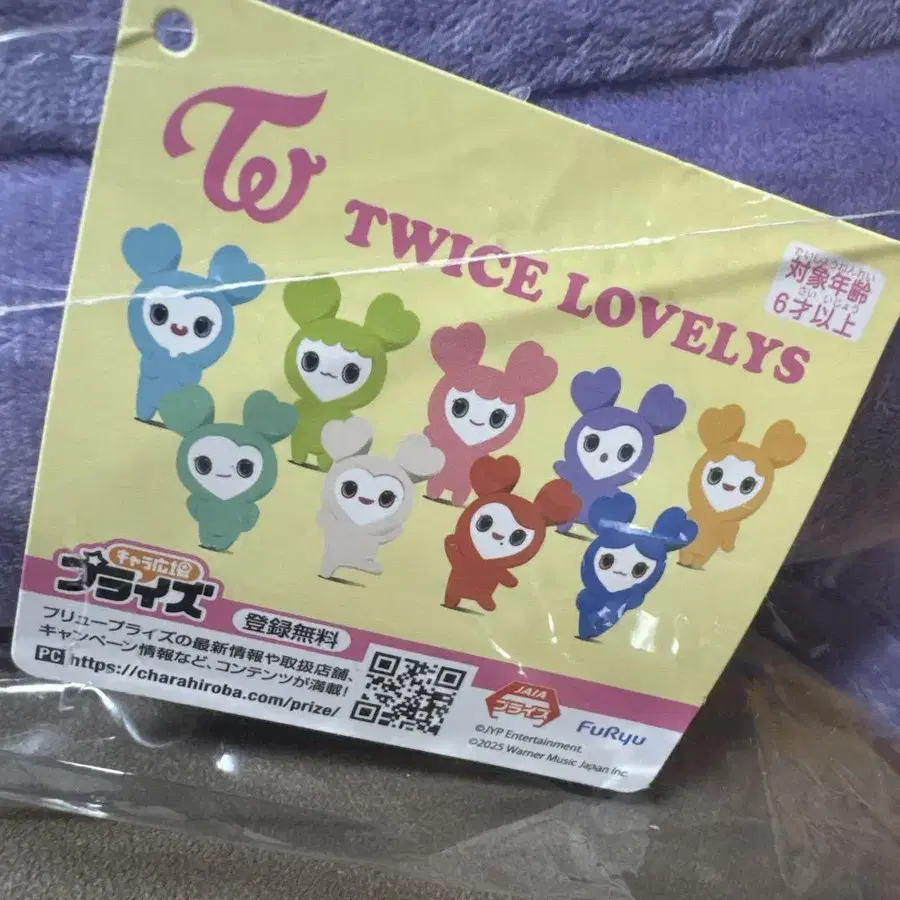 TW
TWICE LOVELYS
たいしょうねんれい
対象年齢
さい いじょう
6才以上
キャラ広場
プライズ
登録無料
フリュープライズの最新情報や取扱店舗、
キャンペーン情報など、コンテンツが満載!
PC https://charahiroba.com/prize/
JAIA
プライズ
FuRyu
©JYP Entertainment.
©2025 Warner Music Japan Inc.